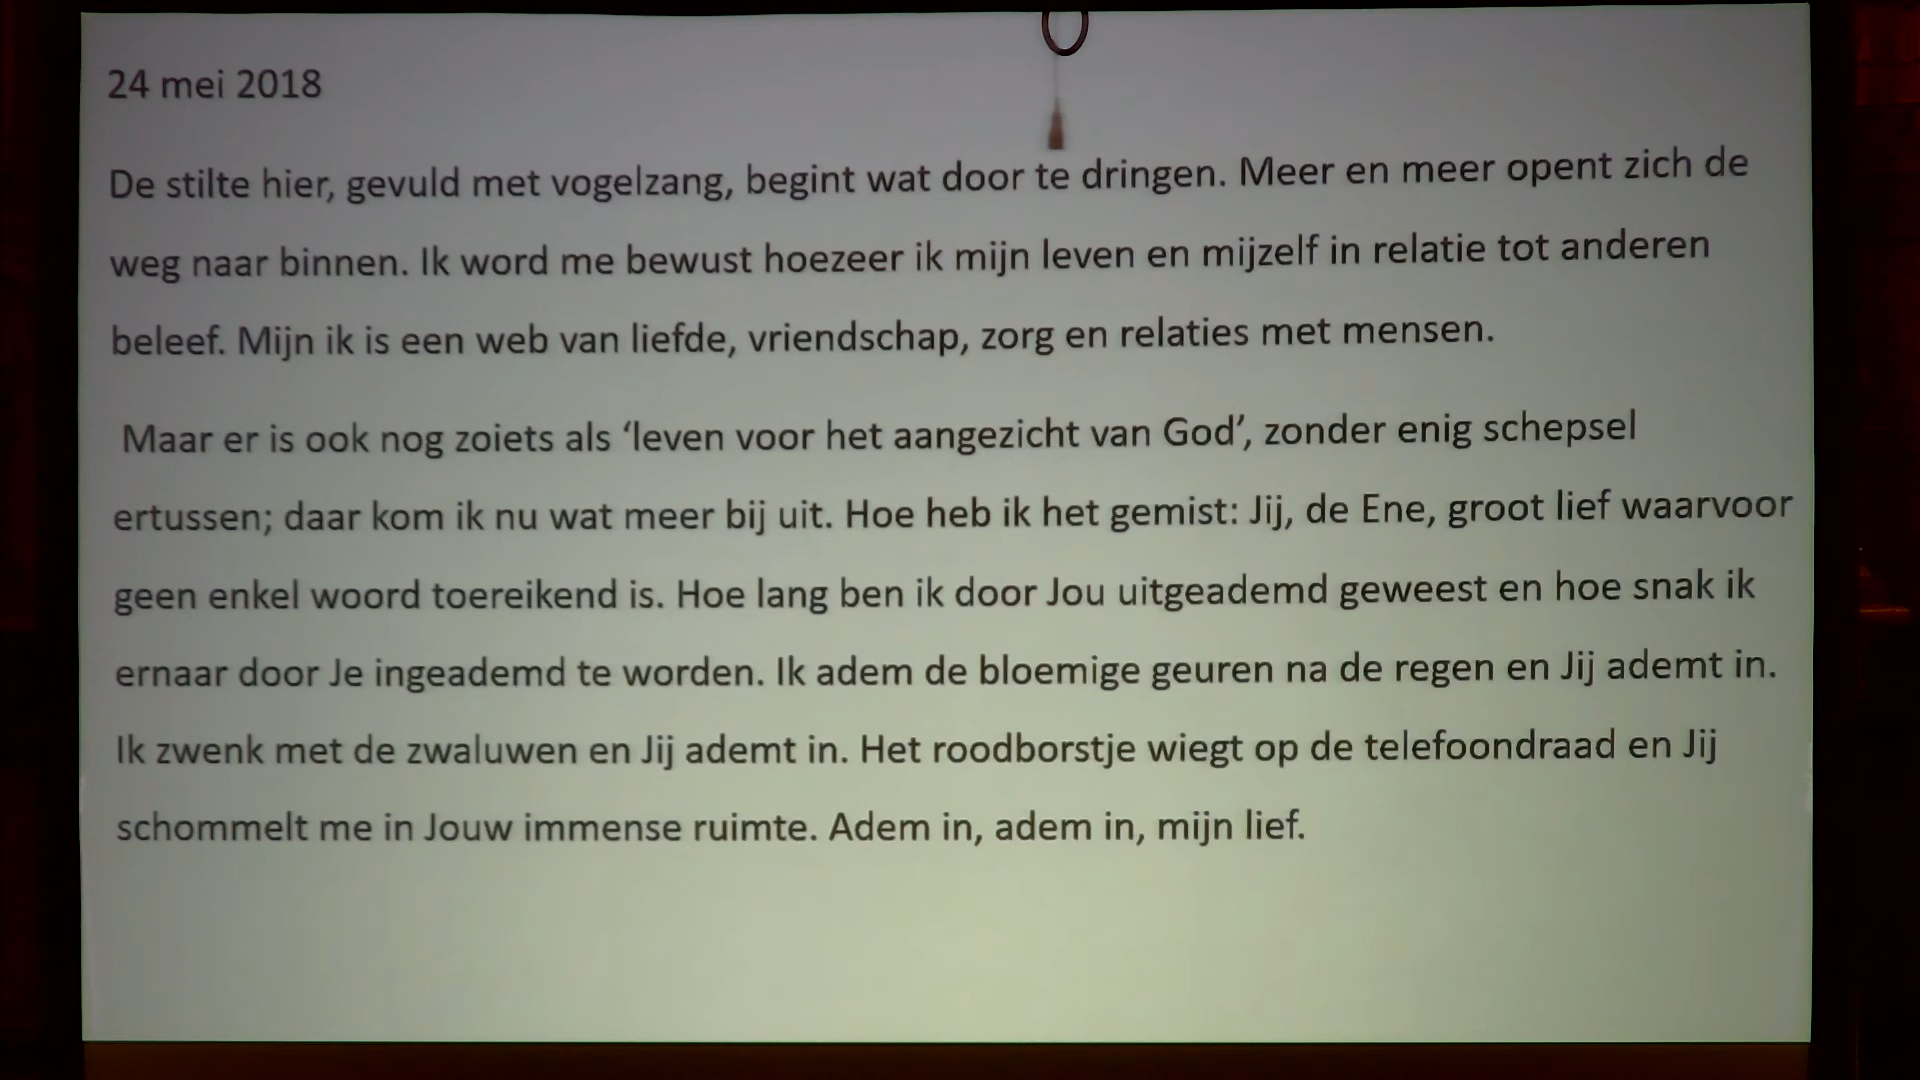 24 mei 2018
De stilte hier, gevuld met vogelzang, begint wat door te dringen. Meer en meer opent zich de
weg naar binnen. Ik word me bewust hoezeer ik mijn leven en mijzelf in relatie tot anderen
beleef. Mijn ik is een web van liefde, vriendschap, zorg en relaties met mensen.
Maar er is ook nog zoiets als ‘leven voor het aangezicht van God’, zonder enig schepsel
ertussen; daar kom ik nu wat meer bij uit. Hoe heb ik het gemist: Jij, de Ene, groot lief waarvoor
geen enkel woord toereikend is. Hoe lang ben ik door Jou uitgeademd geweest en hoe snak ik
ernaar door Je ingeademd te worden. Ik adem de bloemige geuren na de regen en Jij ademt in.
Ik zwenk met de zwaluwen en Jij ademt in. Het roodborstje wiegt op de telefoondraad en Jij
schommelt me in Jouw immense ruimte. Adem in, adem in, mijn lief.